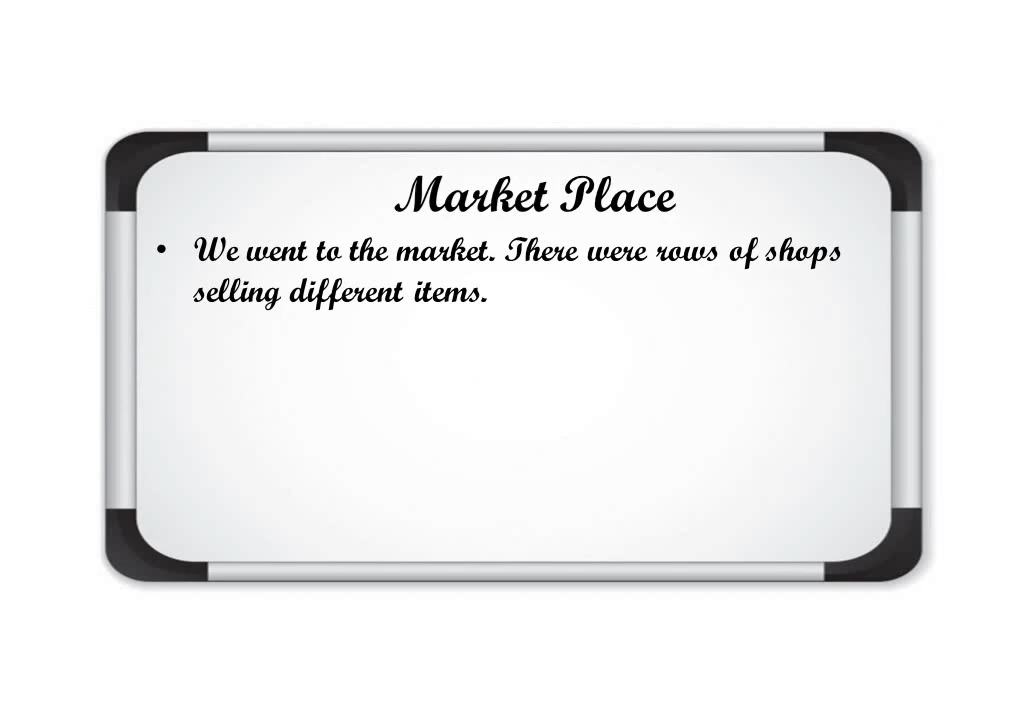 Market Place
• We went to the market. There were rows of shops
selling different items.